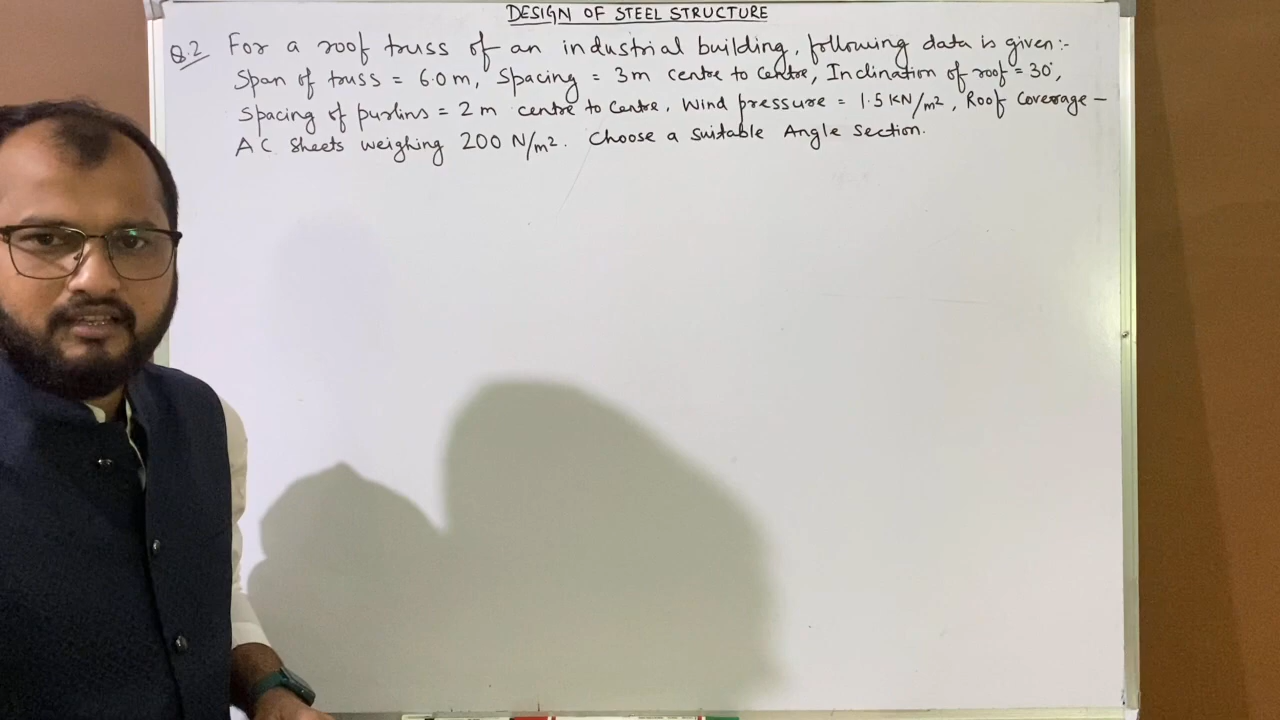 DESIGN OF STEEL STRUCTURE
Q.2 For a roof truss of an industrial building, following data is given:-
Span of truss = 6.0 m, Spacing = 3m centre to centre, Inclination of roof = 30°,
Spacing of purlins = 2 m centre to centre, Wind pressure = 1.5 KN/m², Roof Coverage –
A C Sheets weighing 200 N/m². Choose a suitable Angle section.